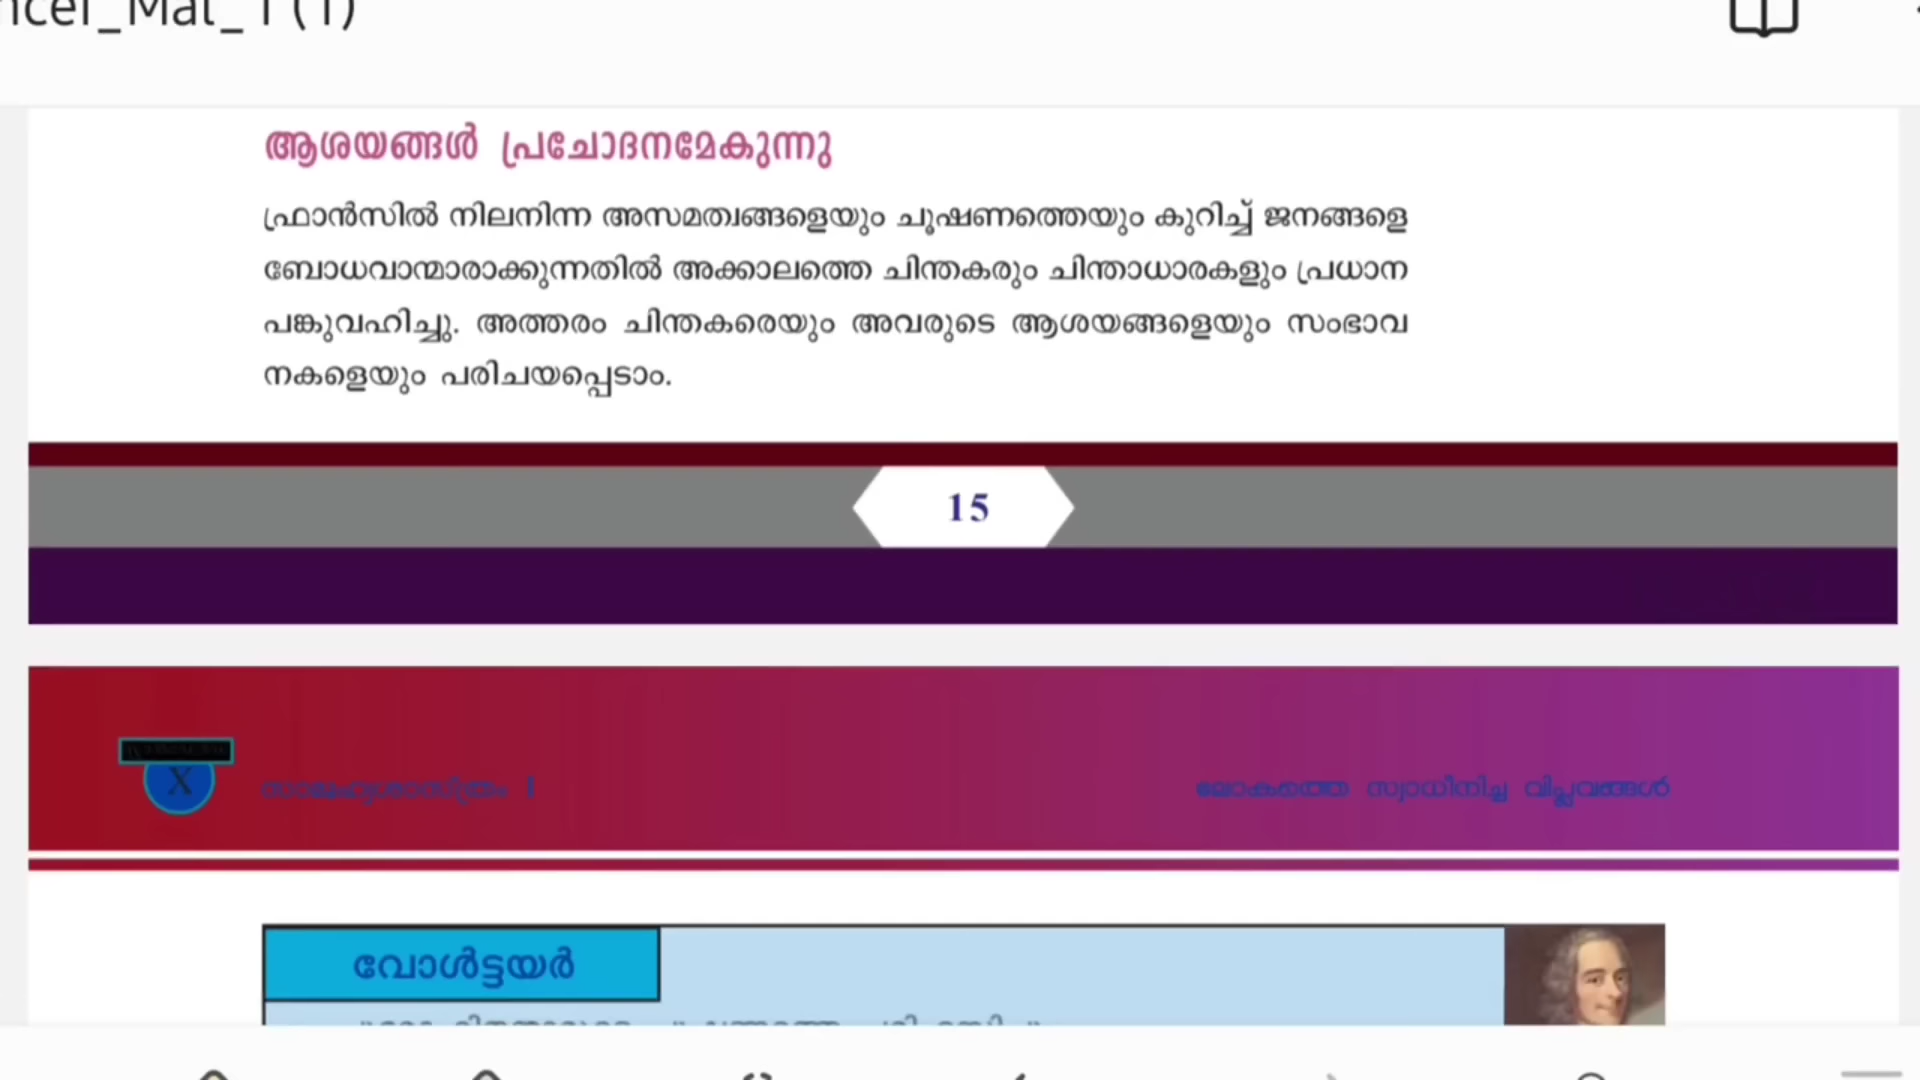 ആശയങ്ങൾ പ്രചോദനമേകുന്നു
ഫ്രാൻസിൽ നിലനിന്ന അസമത്വങ്ങളെയും ചൂഷണത്തെയും കുറിച്ച് ജനങ്ങളെ
ബോധവാന്മാരാക്കുന്നതിൽ അക്കാലത്തെ ചിന്തകരും ചിന്താധാരകളും പ്രധാന
പങ്കുവഹിച്ചു. അത്തരം ചിന്തകരെയും അവരുടെ ആശയങ്ങളെയും സംഭാവ
നകളെയും പരിചയപ്പെടാം.
15
X
സാമൂഹ്യശാസ്ത്രം I
ലോകത്തെ സ്വാധീനിച്ച വിപ്ലവങ്ങൾ
വോൾട്ടയർ